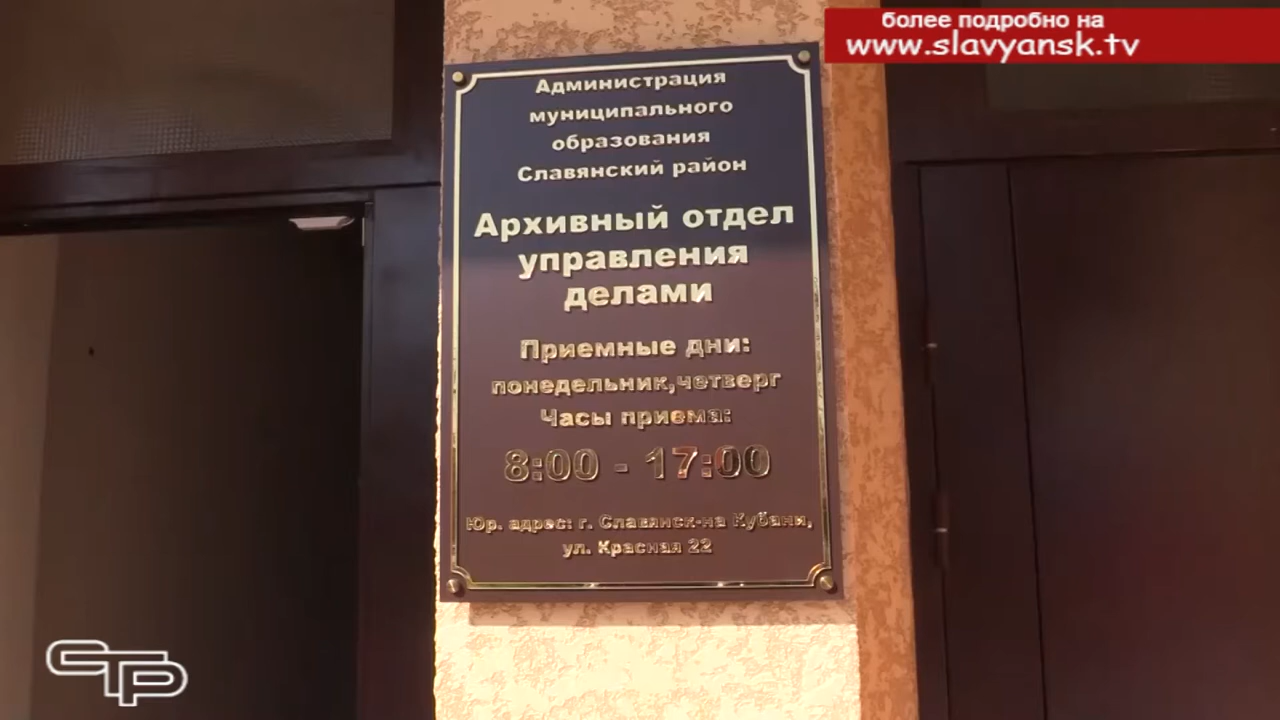 более подробно на
www.slavyansk.tv
Администрация
муниципального
образования
Славянский район
Архивный отдел
управления
делами
Приемные дни:
понедельник,четверг
Часы приема:
8:00 - 17:00
Юр. адрес: г. Славянск-на Кубани,
ул. Красная 22
СТР